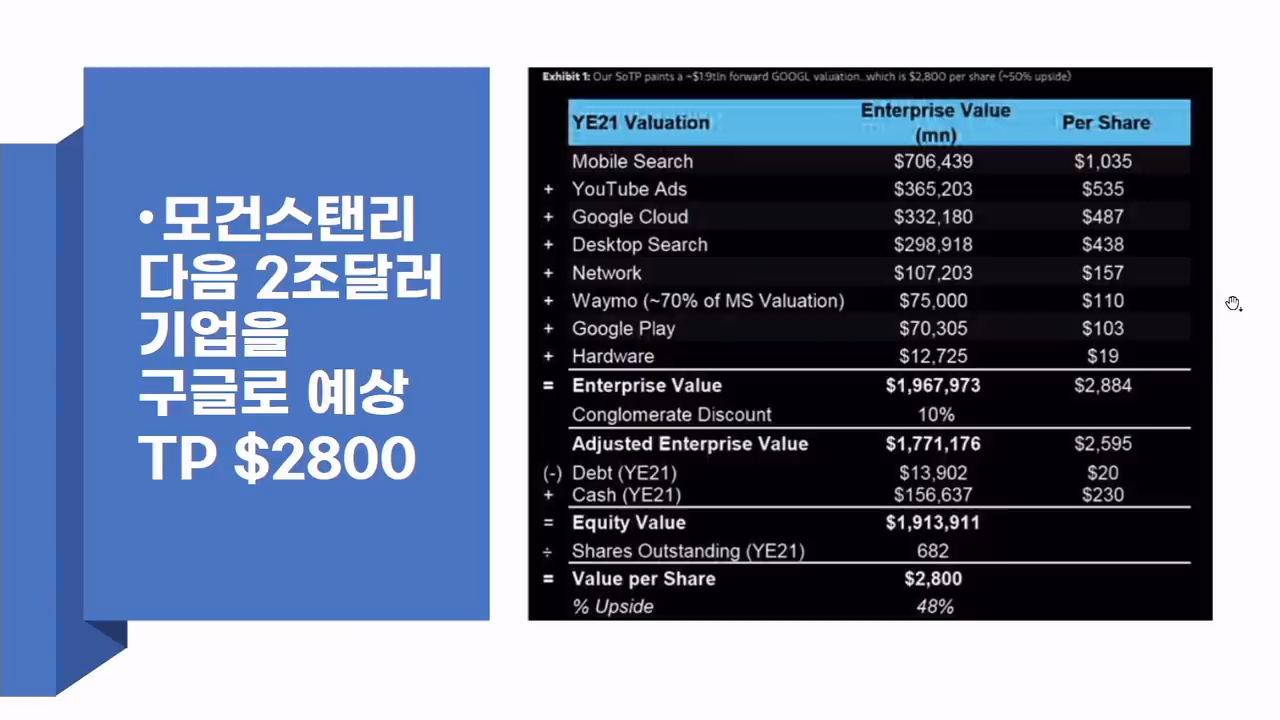 •모건스탠리
다음 2조달러
기업을
구글로 예상
TP $2800
Exhibit 1: Our SoTP paints a ~$1.9tln forward GOOGL valuation...which is $2,800 per share (~50% upside)
YE21 Valuation Enterprise Value (mn) Per Share
Mobile Search $706,439 $1,035
+ YouTube Ads $365,203 $535
+ Google Cloud $332,180 $487
+ Desktop Search $298,918 $438
+ Network $107,203 $157
+ Waymo (~70% of MS Valuation) $75,000 $110
+ Google Play $70,305 $103
+ Hardware $12,725 $19
= Enterprise Value $1,967,973 $2,884
Conglomerate Discount 10%
Adjusted Enterprise Value $1,771,176 $2,595
(-) Debt (YE21) $13,902 $20
+ Cash (YE21) $156,637 $230
= Equity Value $1,913,911
÷ Shares Outstanding (YE21) 682
= Value per Share $2,800
% Upside 48%